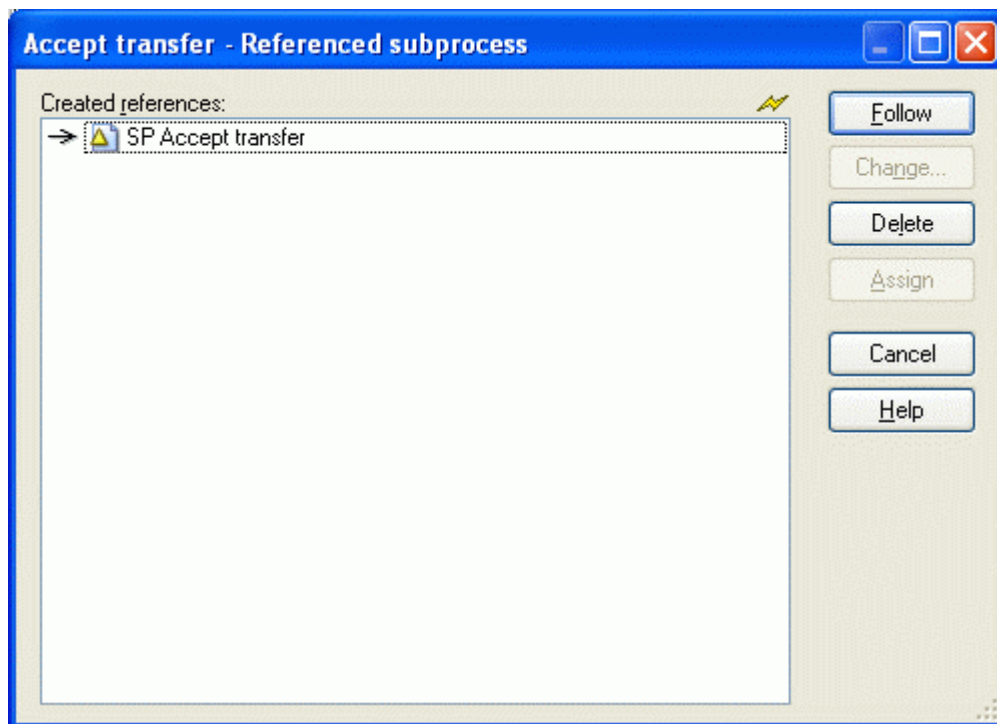 Accept transfer - Referenced subprocess
Created references:
SP Accept transfer
Follow
Change...
Delete
Assign
Cancel
Help